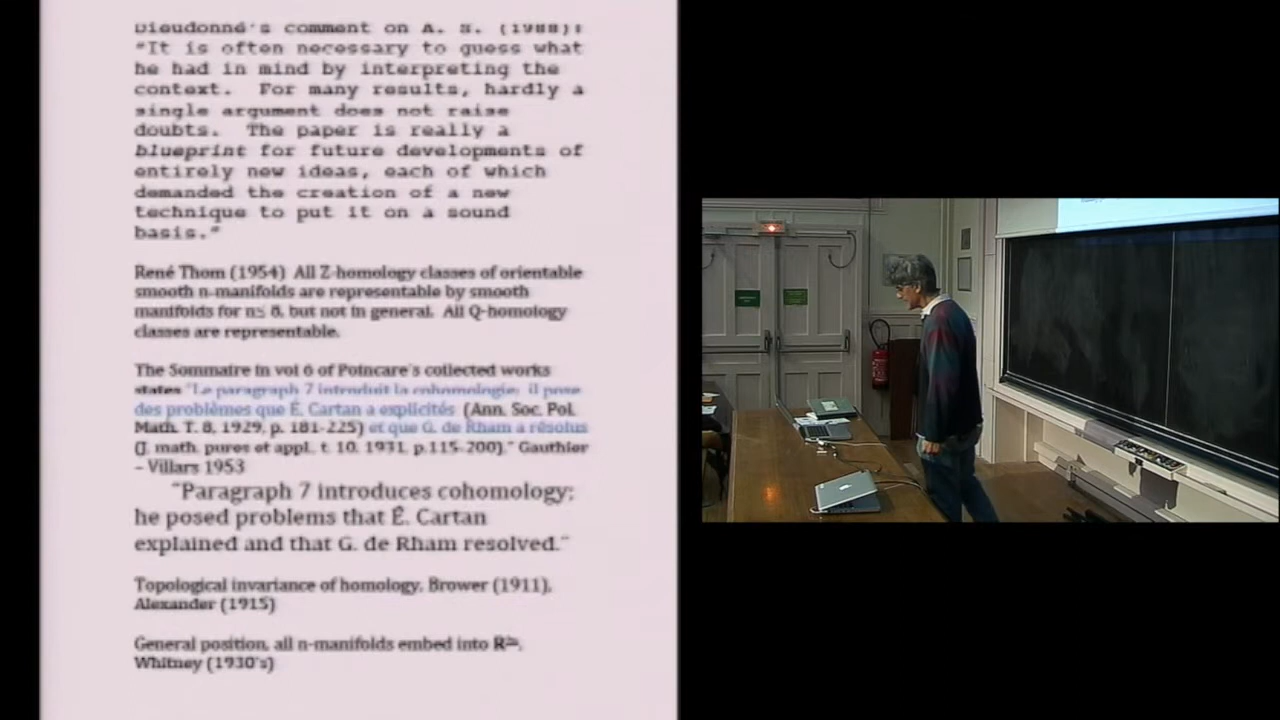 Dieudonné's comment on A. S. (1988):
"It is often necessary to guess what
he had in mind by interpreting the
context. For many results, hardly a
single argument does not raise
doubts. The paper is really a
blueprint for future developments of
entirely new ideas, each of which
demanded the creation of a new
technique to put it on a sound
basis."
René Thom (1954) All Z-homology classes of orientable
smooth n-manifolds are representable by smooth
manifolds for n≤ 8, but not in general. All Q-homology
classes are representable.
The Sommaire in vol 6 of Poincare's collected works
states "Le paragraph 7 introduit la cohomologie; il pose
des problèmes que É. Cartan a explicités (Ann. Soc. Pol.
Math. T. 8, 1929, p. 181-225) et que G. de Rham a résolus
(J. math. pures et appl. t. 10. 1931, p.115-200)." Gauthier
– Villars 1953
"Paragraph 7 introduces cohomology;
he posed problems that É. Cartan
explained and that G. de Rham resolved."
Topological invariance of homology, Brower (1911),
Alexander (1915)
General position, all n-manifolds embed into
Whitney (1930's)